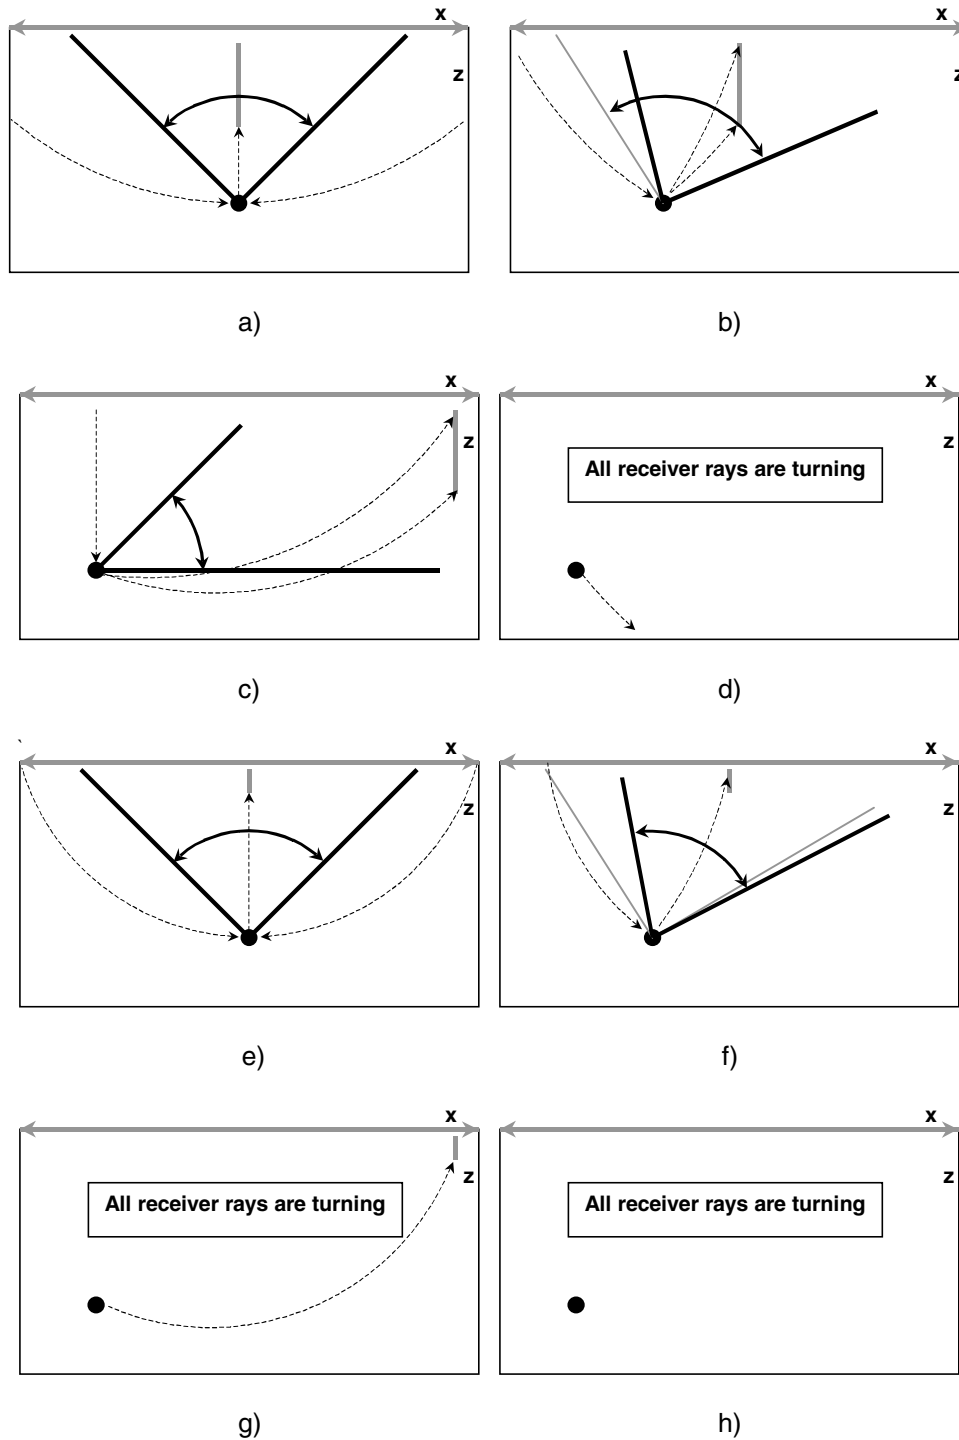 x
x
z
z
a)
b)
x
x
z
z
All receiver rays are turning
c)
d)
x
x
z
z
e)
f)
x
x
z
z
All receiver rays are turning
All receiver rays are turning
g)
h)